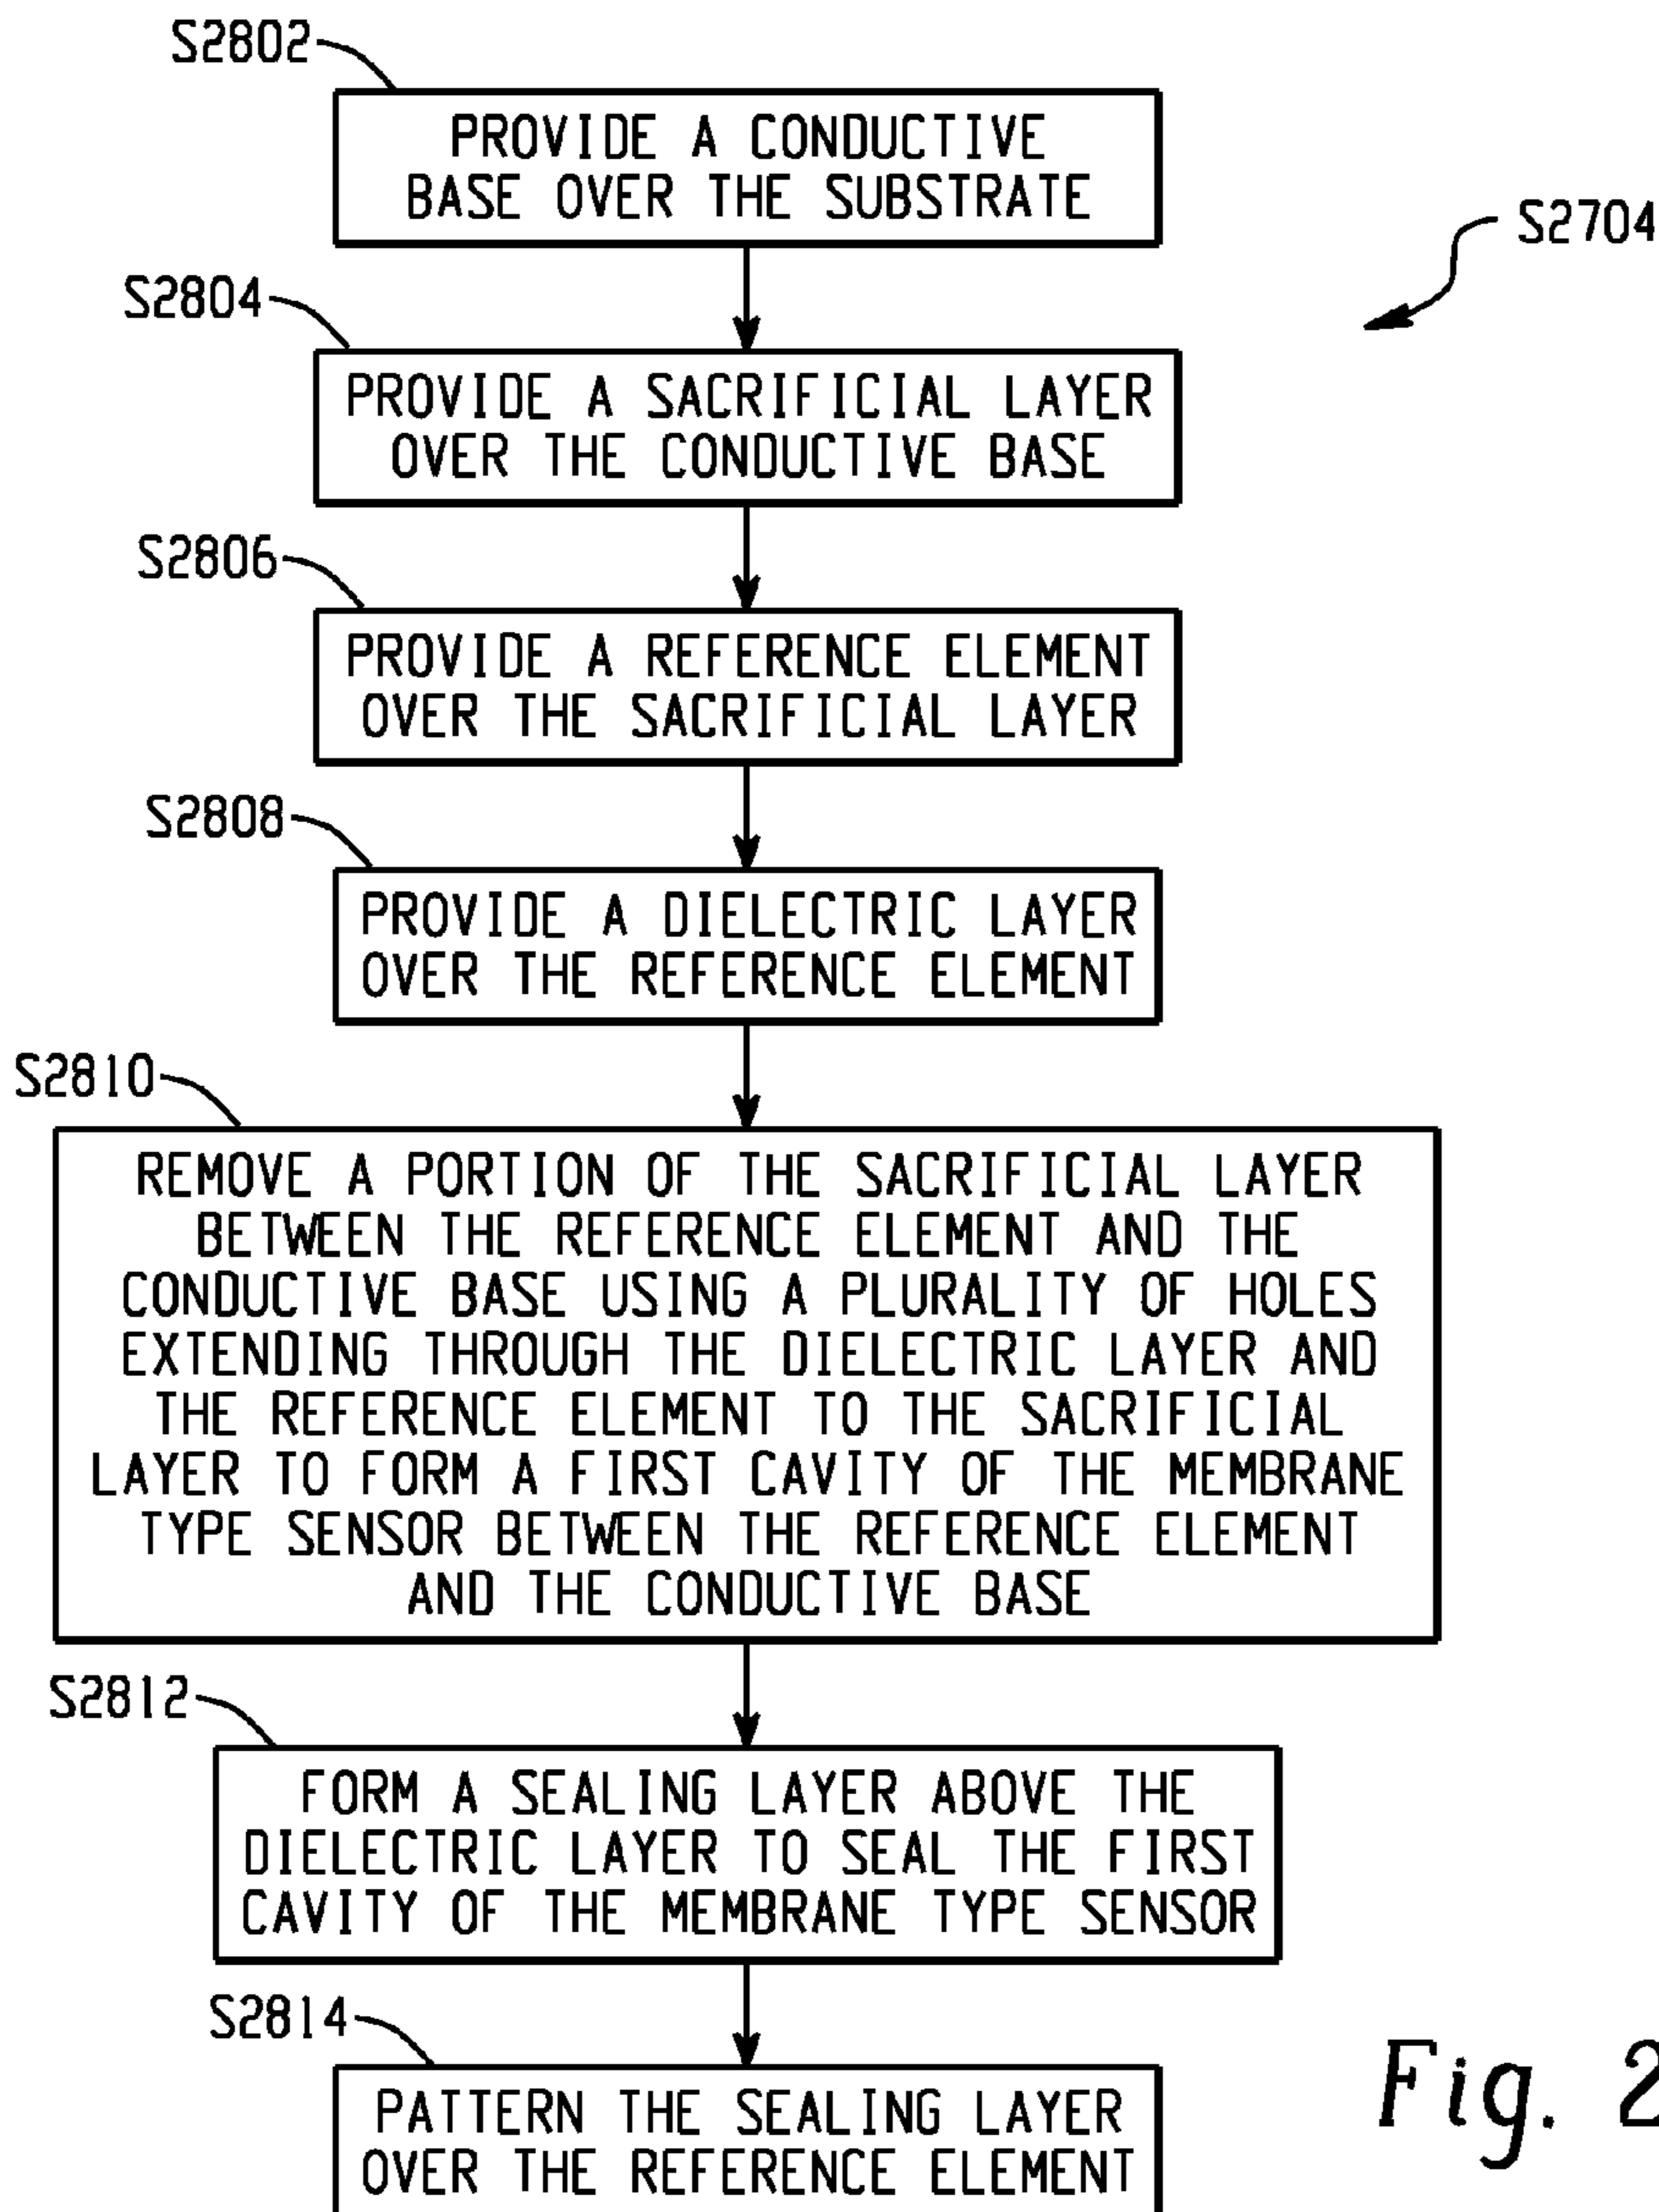 S2802
PROVIDE A CONDUCTIVE
BASE OVER THE SUBSTRATE
S2704
S2804
PROVIDE A SACRIFICIAL LAYER
OVER THE CONDUCTIVE BASE
S2806
PROVIDE A REFERENCE ELEMENT
OVER THE SACRIFICIAL LAYER
S2808
PROVIDE A DIELECTRIC LAYER
OVER THE REFERENCE ELEMENT
S2810
REMOVE A PORTION OF THE SACRIFICIAL LAYER
BETWEEN THE REFERENCE ELEMENT AND THE
CONDUCTIVE BASE USING A PLURALITY OF HOLES
EXTENDING THROUGH THE DIELECTRIC LAYER AND
THE REFERENCE ELEMENT TO THE SACRIFICIAL
LAYER TO FORM A FIRST CAVITY OF THE MEMBRANE
TYPE SENSOR BETWEEN THE REFERENCE ELEMENT
AND THE CONDUCTIVE BASE
S2812
FORM A SEALING LAYER ABOVE THE
DIELECTRIC LAYER TO SEAL THE FIRST
CAVITY OF THE MEMBRANE TYPE SENSOR
S2814
PATTERN THE SEALING LAYER
OVER THE REFERENCE ELEMENT
Fig. 2